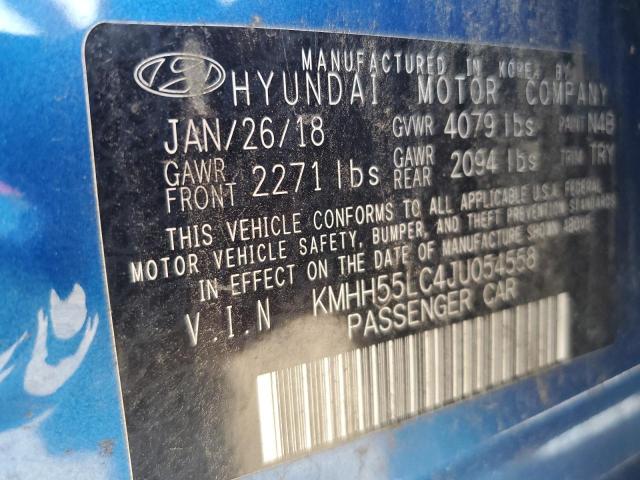 MANUFACTURED IN KOREA BY
HYUNDAI MOTOR COMPANY
JAN/26/18 GVWR 4079 lbs PAINT N4B
GAWR FRONT 2271 lbs GAWR REAR 2094 lbs TRIM TRY
THIS VEHICLE CONFORMS TO ALL APPLICABLE U.S.A. FEDERAL
MOTOR VEHICLE SAFETY, BUMPER, AND THEFT PREVENTION STANDARDS
IN EFFECT ON THE DATE OF MANUFACTURE SHOWN ABOVE.
V.I.N KMHH55LC4JU054558
PASSENGER CAR